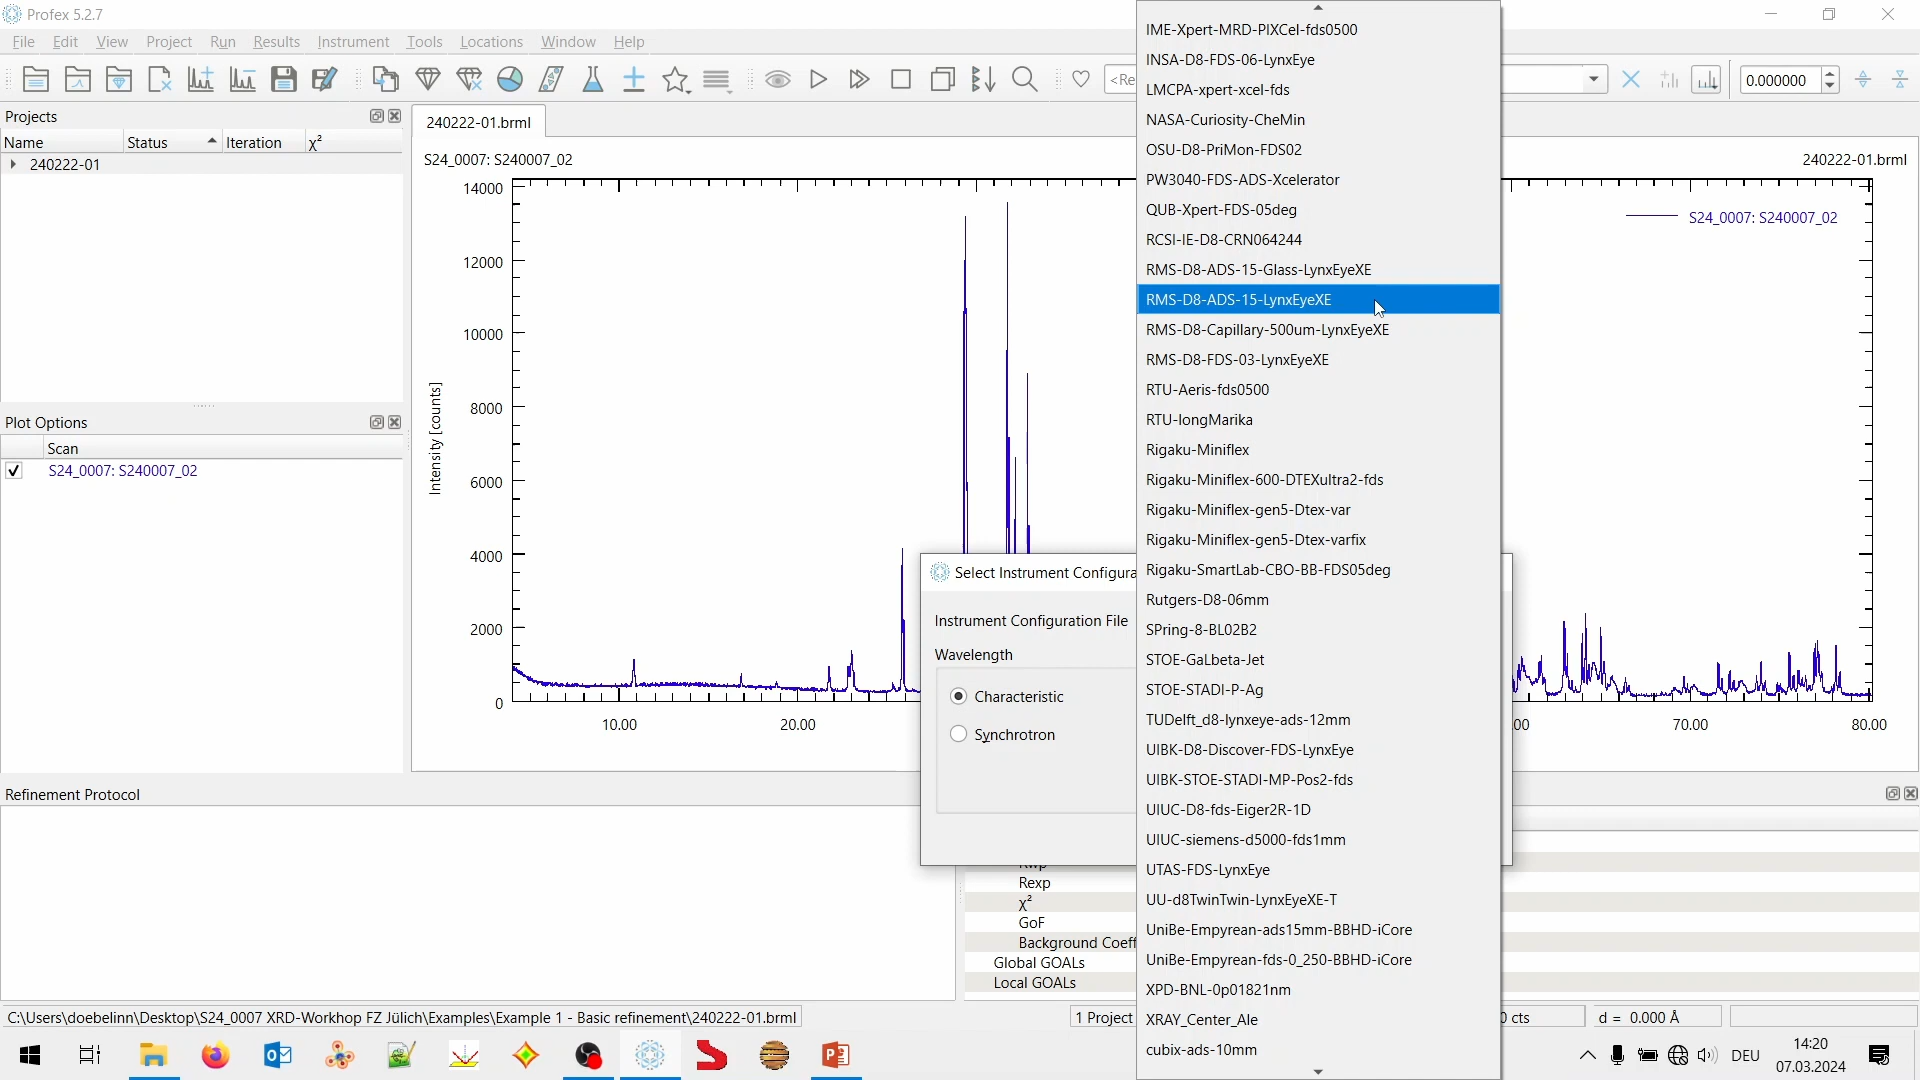 Profex 5.2.7
File Edit View Project Run Results Instrument Tools Locations Window Help
<Re
0.000000
Projects
Name Status Iteration χ²
240222-01
Plot Options
Scan
S24_0007: S240007_02
240222-01.brml
S24_0007: S240007_02
240222-01.brml
S24_0007: S240007_02
Intensity [counts]
14000
12000
10000
8000
6000
4000
2000
0
10.00
20.00
00
70.00
80.00
Select Instrument Configura
Instrument Configuration File
Wavelength
Characteristic
Synchrotron
IME-Xpert-MRD-PIXCel-fds0500
INSA-D8-FDS-06-LynxEye
LMCPA-xpert-xcel-fds
NASA-Curiosity-CheMin
OSU-D8-PriMon-FDS02
PW3040-FDS-ADS-Xcelerator
QUB-Xpert-FDS-05deg
RCSI-IE-D8-CRN064244
RMS-D8-ADS-15-Glass-LynxEyeXE
RMS-D8-ADS-15-LynxEyeXE
RMS-D8-Capillary-500um-LynxEyeXE
RMS-D8-FDS-03-LynxEyeXE
RTU-Aeris-fds0500
RTU-longMarika
Rigaku-Miniflex
Rigaku-Miniflex-600-DTEXultra2-fds
Rigaku-Miniflex-gen5-Dtex-var
Rigaku-Miniflex-gen5-Dtex-varfix
Rigaku-SmartLab-CBO-BB-FDS05deg
Rutgers-D8-06mm
SPring-8-BL02B2
STOE-GaLbeta-Jet
STOE-STADI-P-Ag
TUDelft_d8-lynxeye-ads-12mm
UIBK-D8-Discover-FDS-LynxEye
UIBK-STOE-STADI-MP-Pos2-fds
UIUC-D8-fds-Eiger2R-1D
UIUC-siemens-d5000-fds1mm
UTAS-FDS-LynxEye
UU-d8TwinTwin-LynxEyeXE-T
UniBe-Empyrean-ads15mm-BBHD-iCore
UniBe-Empyrean-fds-0_250-BBHD-iCore
XPD-BNL-0p01821nm
XRAY_Center_Ale
cubix-ads-10mm
Refinement Protocol
Rexp
χ²
GoF
Background Coeff
Global GOALs
Local GOALs
C:\Users\doebelinn\Desktop\S24_0007 XRD-Workhop FZ Jülich\Examples\Example 1 - Basic refinement\240222-01.brml
1 Project
0 cts
d = 0.000 Å
DEU
14:20
07.03.2024